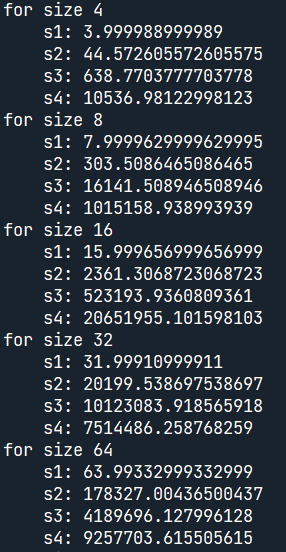 for size 4
s1: 3.999988999989
s2: 44.572605572605575
s3: 638.7703777703778
s4: 10536.98122998123
for size 8
s1: 7.9999629999629995
s2: 303.5086465086465
s3: 16141.508946508946
s4: 1015158.938993939
for size 16
s1: 15.999656999656999
s2: 2361.3068723068723
s3: 523193.9360809361
s4: 20651955.101598103
for size 32
s1: 31.99910999911
s2: 20199.538697538697
s3: 10123083.918565918
s4: 7514486.258768259
for size 64
s1: 63.99332999332999
s2: 178327.00436500437
s3: 4189696.127996128
s4: 9257703.615505615